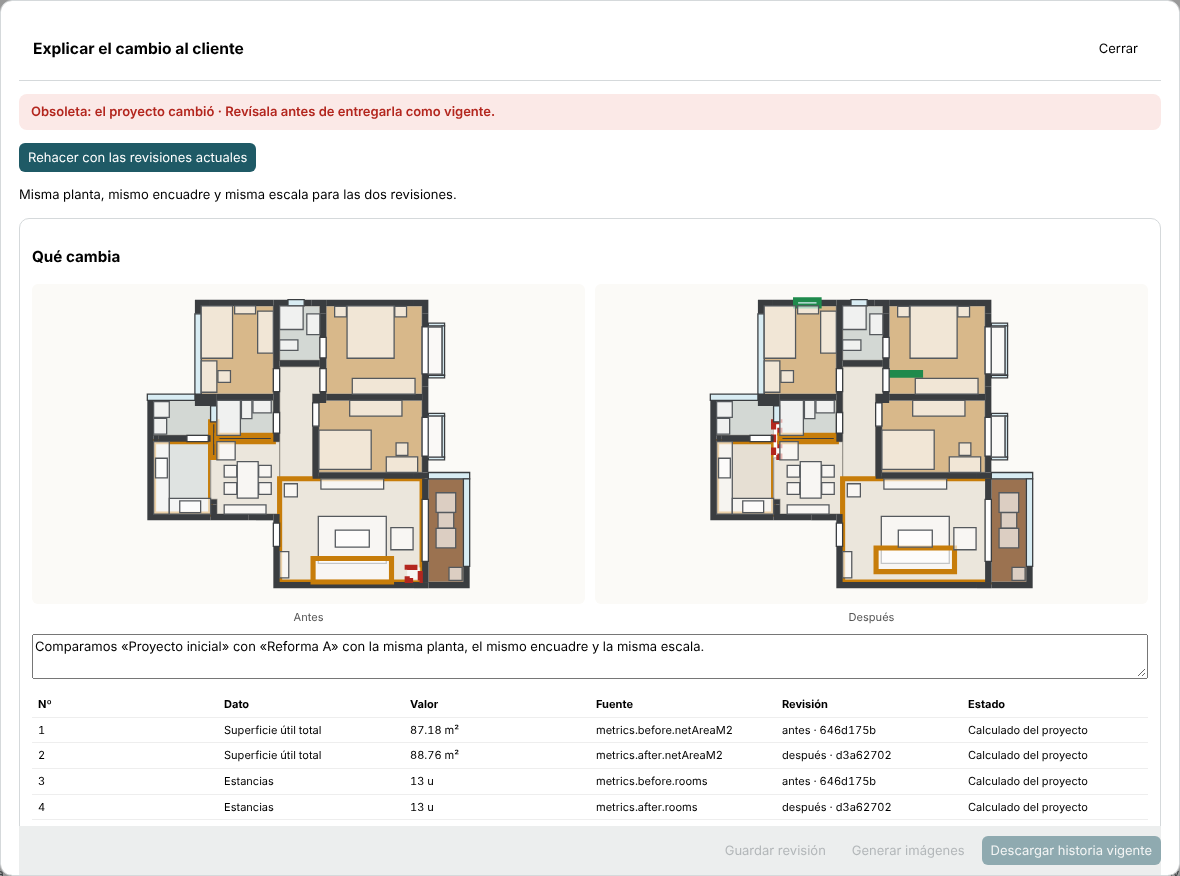 Explicar el cambio al cliente
Cerrar
Obsoleta: el proyecto cambió · Revísala antes de entregarla como vigente.
Rehacer con las revisiones actuales
Misma planta, mismo encuadre y misma escala para las dos revisiones.
Qué cambia
Antes
Después
Comparamos «Proyecto inicial» con «Reforma A» con la misma planta, el mismo encuadre y la misma escala.
Nº Dato Valor Fuente Revisión Estado
1 Superficie útil total 87.18 m² metrics.before.netAreaM2 antes · 646d175b Calculado del proyecto
2 Superficie útil total 88.76 m² metrics.after.netAreaM2 después · d3a62702 Calculado del proyecto
3 Estancias 13 u metrics.before.rooms antes · 646d175b Calculado del proyecto
4 Estancias 13 u metrics.after.rooms después · d3a62702 Calculado del proyecto
Guardar revisión Generar imágenes Descargar historia vigente